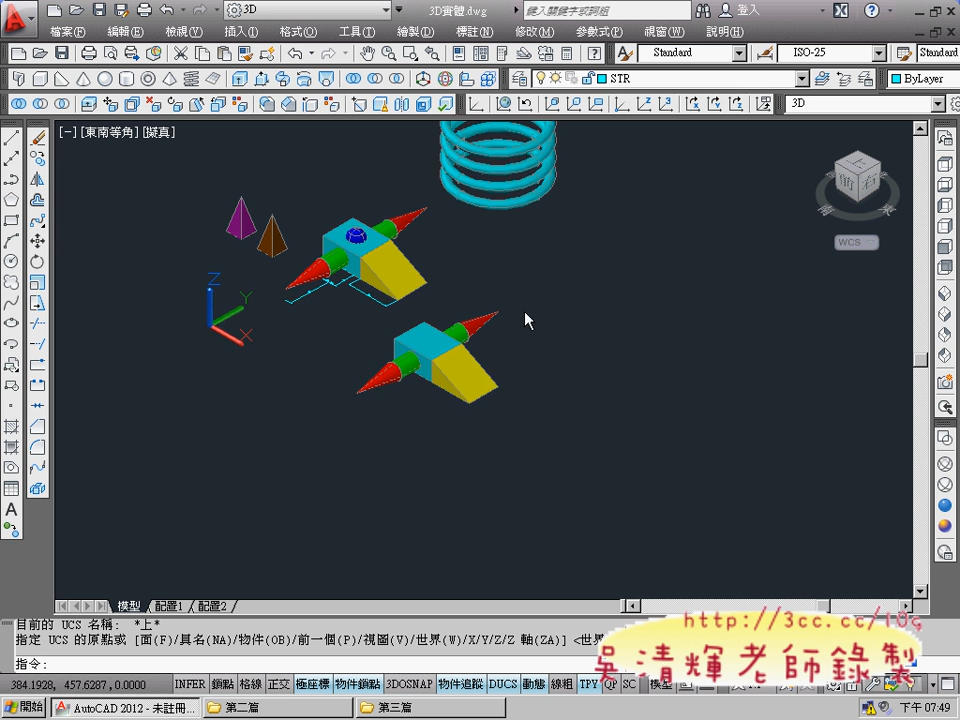 3D
3D實體.dwg
鍵入關鍵字或詞組
登入
檔案(F) 編輯(E) 檢視(V) 插入(I) 格式(O) 工具(T) 繪製(D) 標註(N) 修改(M) 參數式(P) 視窗(W) 說明(H)
Standard ISO-25 Standard
STR ByLayer
3D
[−][東南等角][擬真]
上
前 右
南 東
WCS
Z
Y
X
模型 配置1 配置2
目前的 UCS 名稱: *上*
指定 UCS 的原點或 [面(F)/具名(NA)/物件(OB)/前一個(P)/視圖(V)/世界(W)/X/Y/Z/Z 軸(ZA)] <世界
指令:
http://3cc.cc/10g
吳清輝老師錄製
384.1928, 457.6287, 0.0000 INFER 鎖點 格線 正交 極座標 物件鎖點 3DOSNAP 物件追蹤 DUCS 動態 線粗 TPY QP SC 模型
開始 AutoCAD 2012 - 未註冊... 第二篇 第三篇 下午 07:49